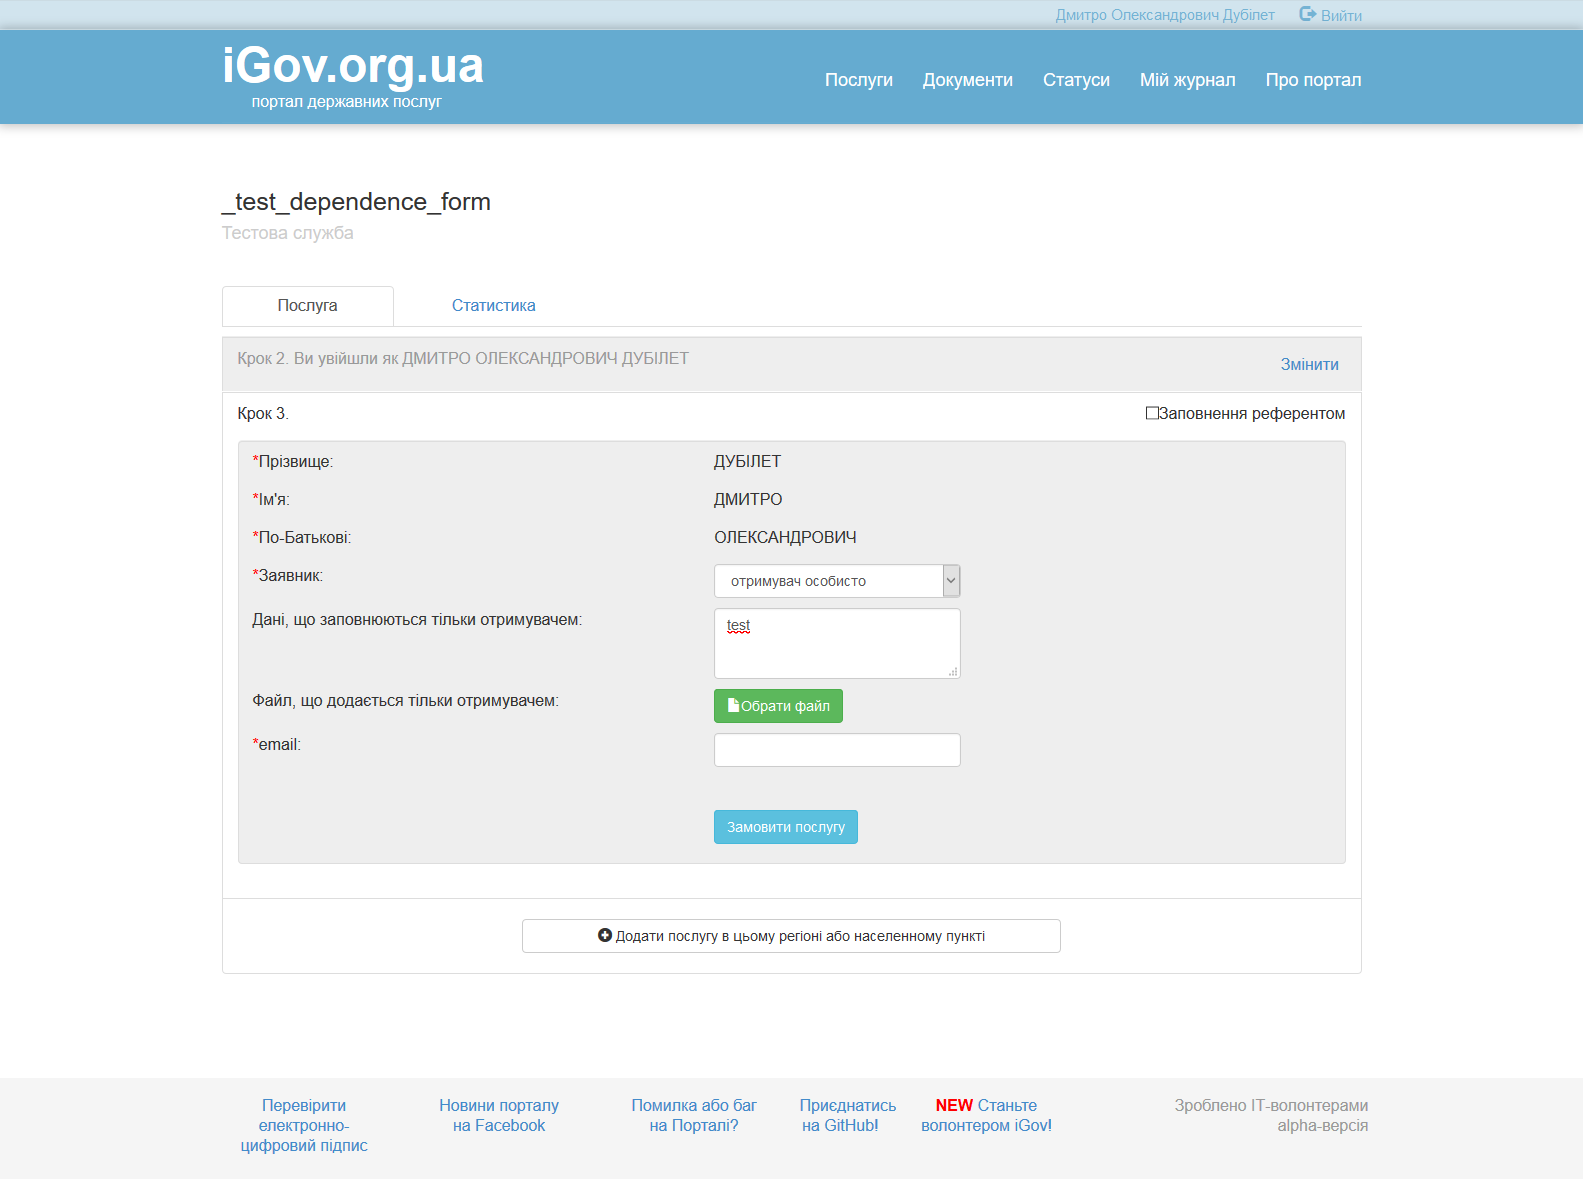 Дмитро Олександрович Дубілет Вийти
iGov.org.ua
портал державних послуг
Послуги Документи Статуси Мій журнал Про портал
_test_dependence_form
Тестова служба
Послуга Статистика
Крок 2. Ви увійшли як ДМИТРО ОЛЕКСАНДРОВИЧ ДУБІЛЕТ
Змінити
Крок 3. Заповнення референтом
*Прізвище: ДУБІЛЕТ
*Ім'я: ДМИТРО
*По-Батькові: ОЛЕКСАНДРОВИЧ
*Заявник: отримувач особисто
Дані, що заповнюються тільки отримувачем: test
Файл, що додається тільки отримувачем: Обрати файл
*email:
Замовити послугу
Додати послугу в цьому регіоні або населенному пункті
Перевірити
електронно-
цифровий підпис
Новини порталу
на Facebook
Помилка або баг
на Порталі?
Приєднатись
на GitHub!
NEW Станьте
волонтером iGov!
Зроблено IT-волонтерами
alpha-версія